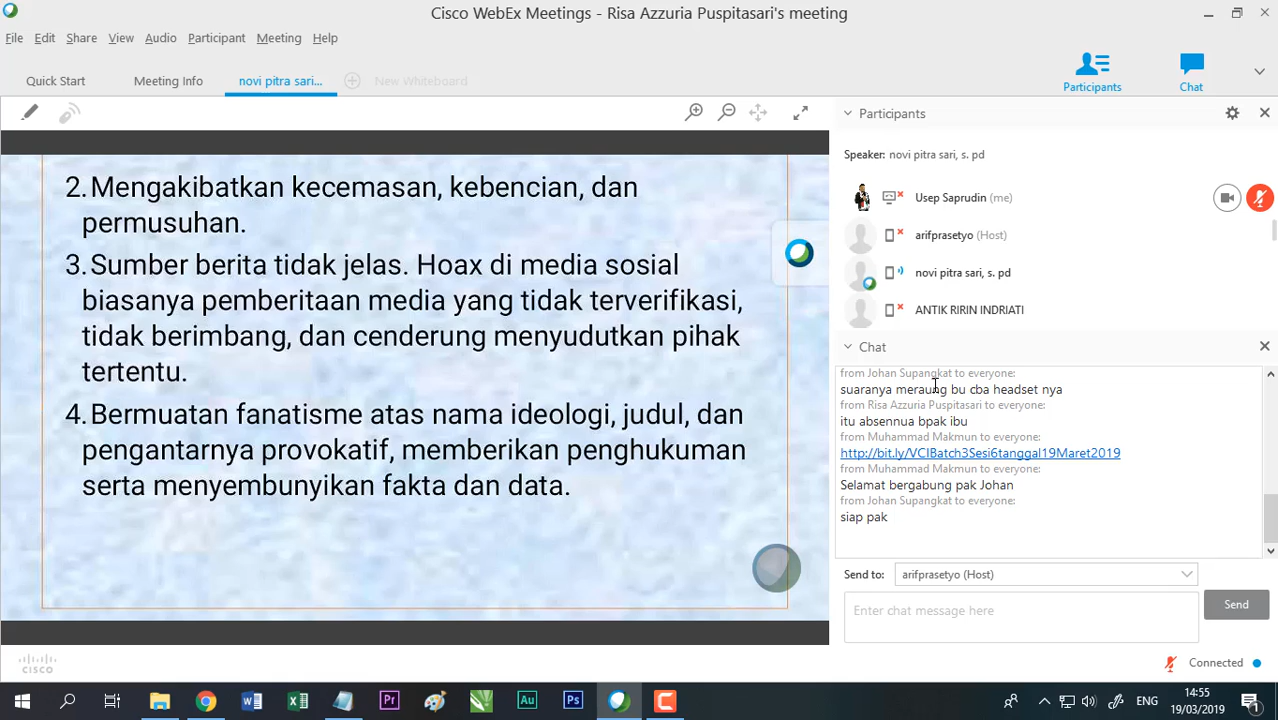 Cisco WebEx Meetings - Risa Azzuria Puspitasari's meeting
File Edit Share View Audio Participant Meeting Help
Quick Start Meeting Info novi pitra sari... New Whiteboard
Participants Chat
2. Mengakibatkan kecemasan, kebencian, dan
permusuhan.
3. Sumber berita tidak jelas. Hoax di media sosial
biasanya pemberitaan media yang tidak terverifikasi,
tidak berimbang, dan cenderung menyudutkan pihak
tertentu.
4. Bermuatan fanatisme atas nama ideologi, judul, dan
pengantarnya provokatif, memberikan penghukuman
serta menyembunyikan fakta dan data.
cisco
Participants
Speaker: novi pitra sari, s. pd
Usep Saprudin (me)
arifprasetyo (Host)
novi pitra sari, s. pd
ANTIK RIRIN INDRIATI
Chat
from Johan Supangkat to everyone:
suaranya meraung bu cba headset nya
from Risa Azzuria Puspitasari to everyone:
itu absennua bpak ibu
from Muhammad Makmun to everyone:
http://bit.ly/VCIBatch3Sesi6tanggal19Maret2019
from Muhammad Makmun to everyone:
Selamat bergabung pak Johan
from Johan Supangkat to everyone:
siap pak
Send to: arifprasetyo (Host)
Enter chat message here
Send
Connected
Pr Au Ps
ENG
14:55
19/03/2019
1